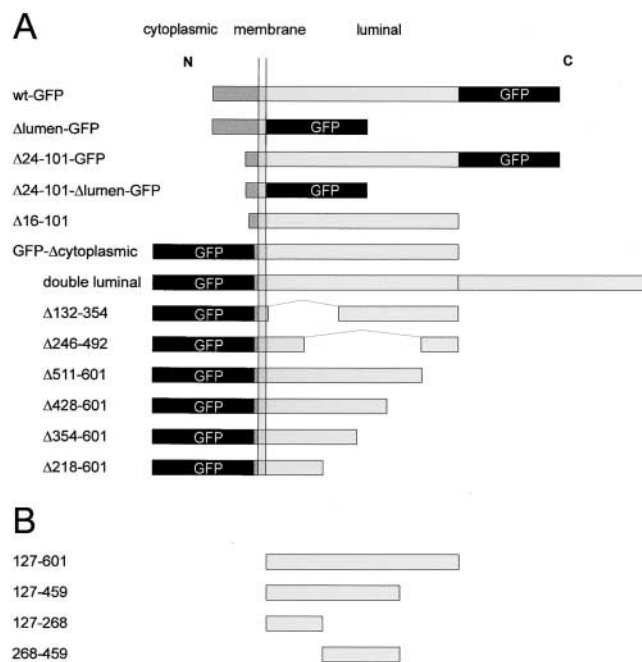 A
cytoplasmic membrane luminal
N C
wt-GFP GFP
Δlumen-GFP GFP
Δ24-101-GFP GFP
Δ24-101-Δlumen-GFP GFP
Δ16-101
GFP-Δcytoplasmic GFP
double luminal GFP
Δ132-354 GFP
Δ246-492 GFP
Δ511-601 GFP
Δ428-601 GFP
Δ354-601 GFP
Δ218-601 GFP
B
127-601
127-459
127-268
268-459